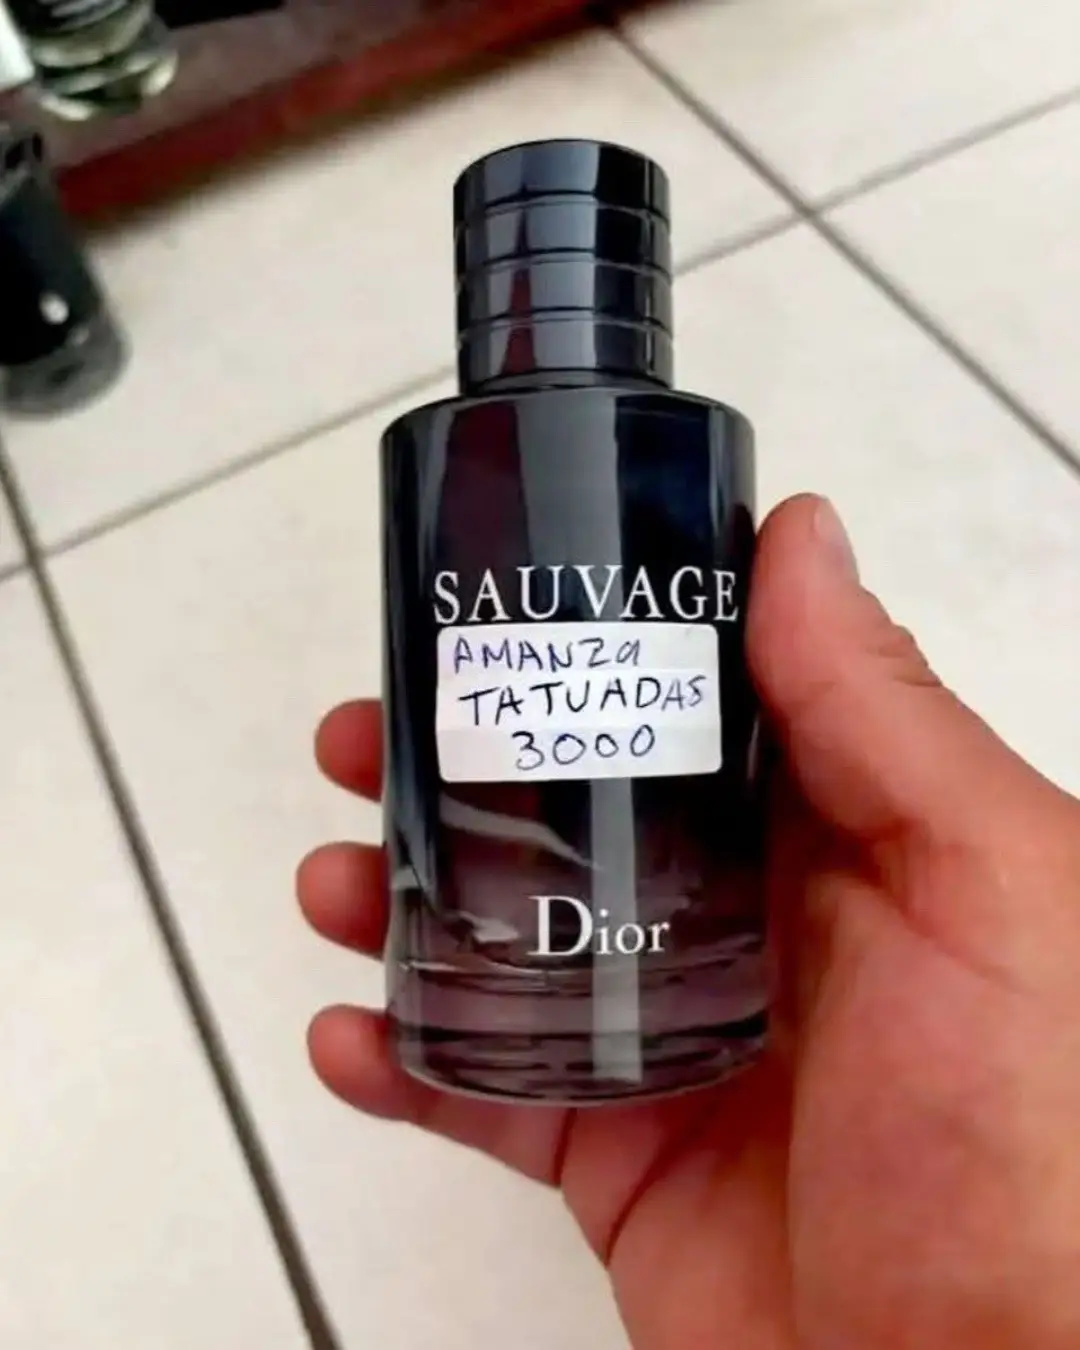 SAUVAGE
AMANZa
TATUADAS
3000
Dior